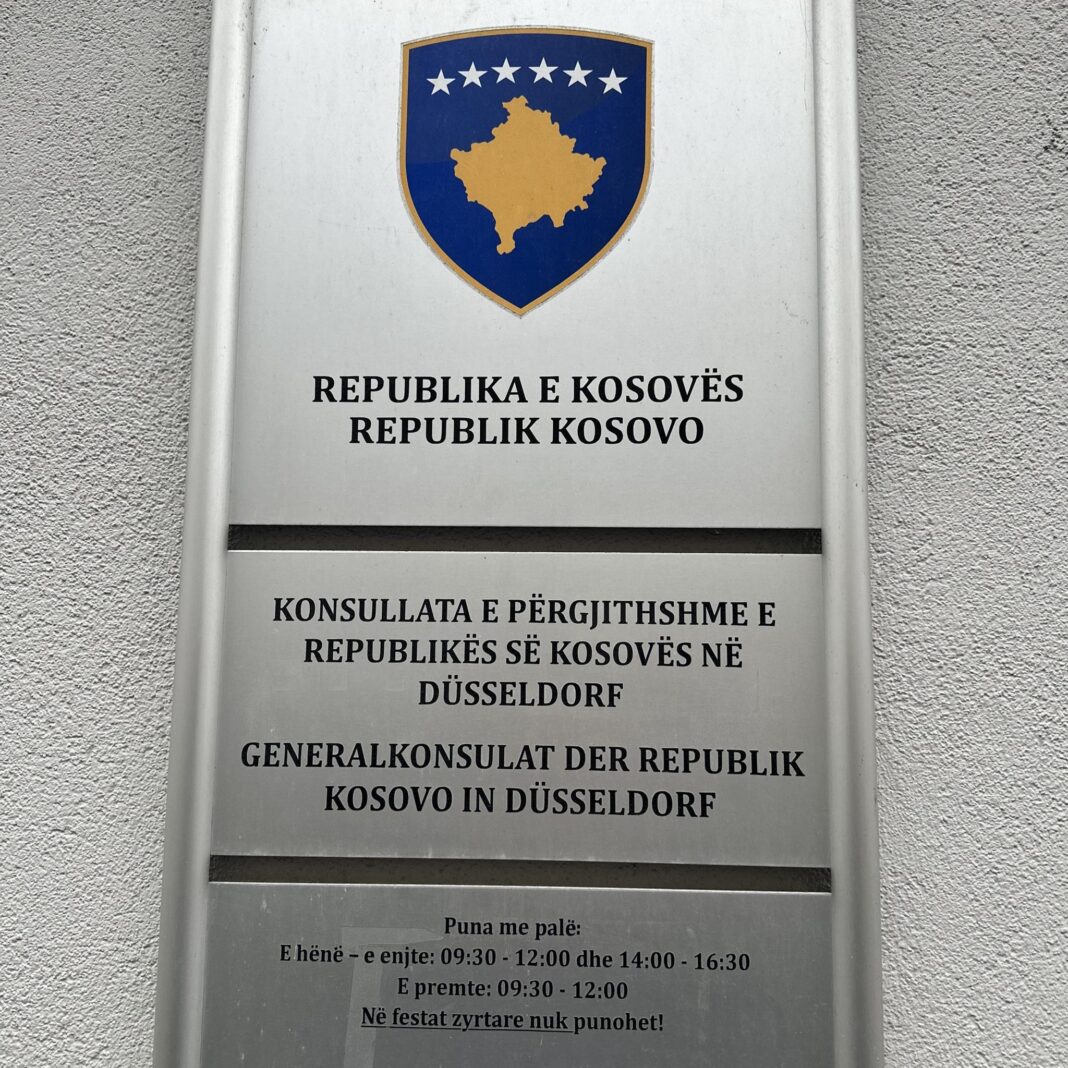 REPUBLIKA E KOSOVËS
REPUBLIK KOSOVO
KONSULLATA E PËRGJITHSHME E
REPUBLIKËS SË KOSOVËS NË
DÜSSELDORF
GENERALKONSULAT DER REPUBLIK
KOSOVO IN DÜSSELDORF
Puna me palë:
E hënë – e enjte: 09:30 - 12:00 dhe 14:00 - 16:30
E premte: 09:30 - 12:00
Në festat zyrtare nuk punohet!